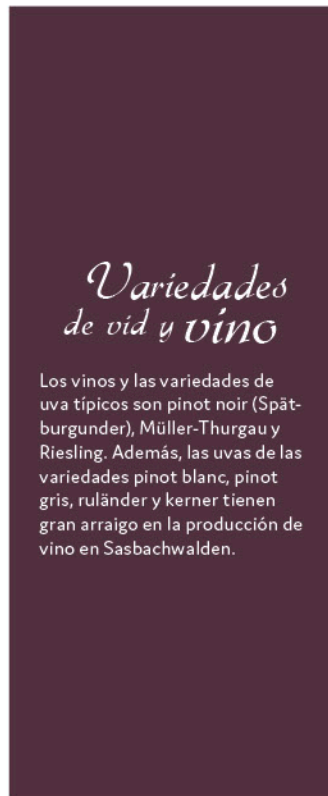 Variedades
de vid y vino
Los vinos y las variedades de
uva típicos son pinot noir (Spät-
burgunder), Müller-Thurgau y
Riesling. Además, las uvas de las
variedades pinot blanc, pinot
gris, ruländer y kerner tienen
gran arraigo en la producción de
vino en Sasbachwalden.